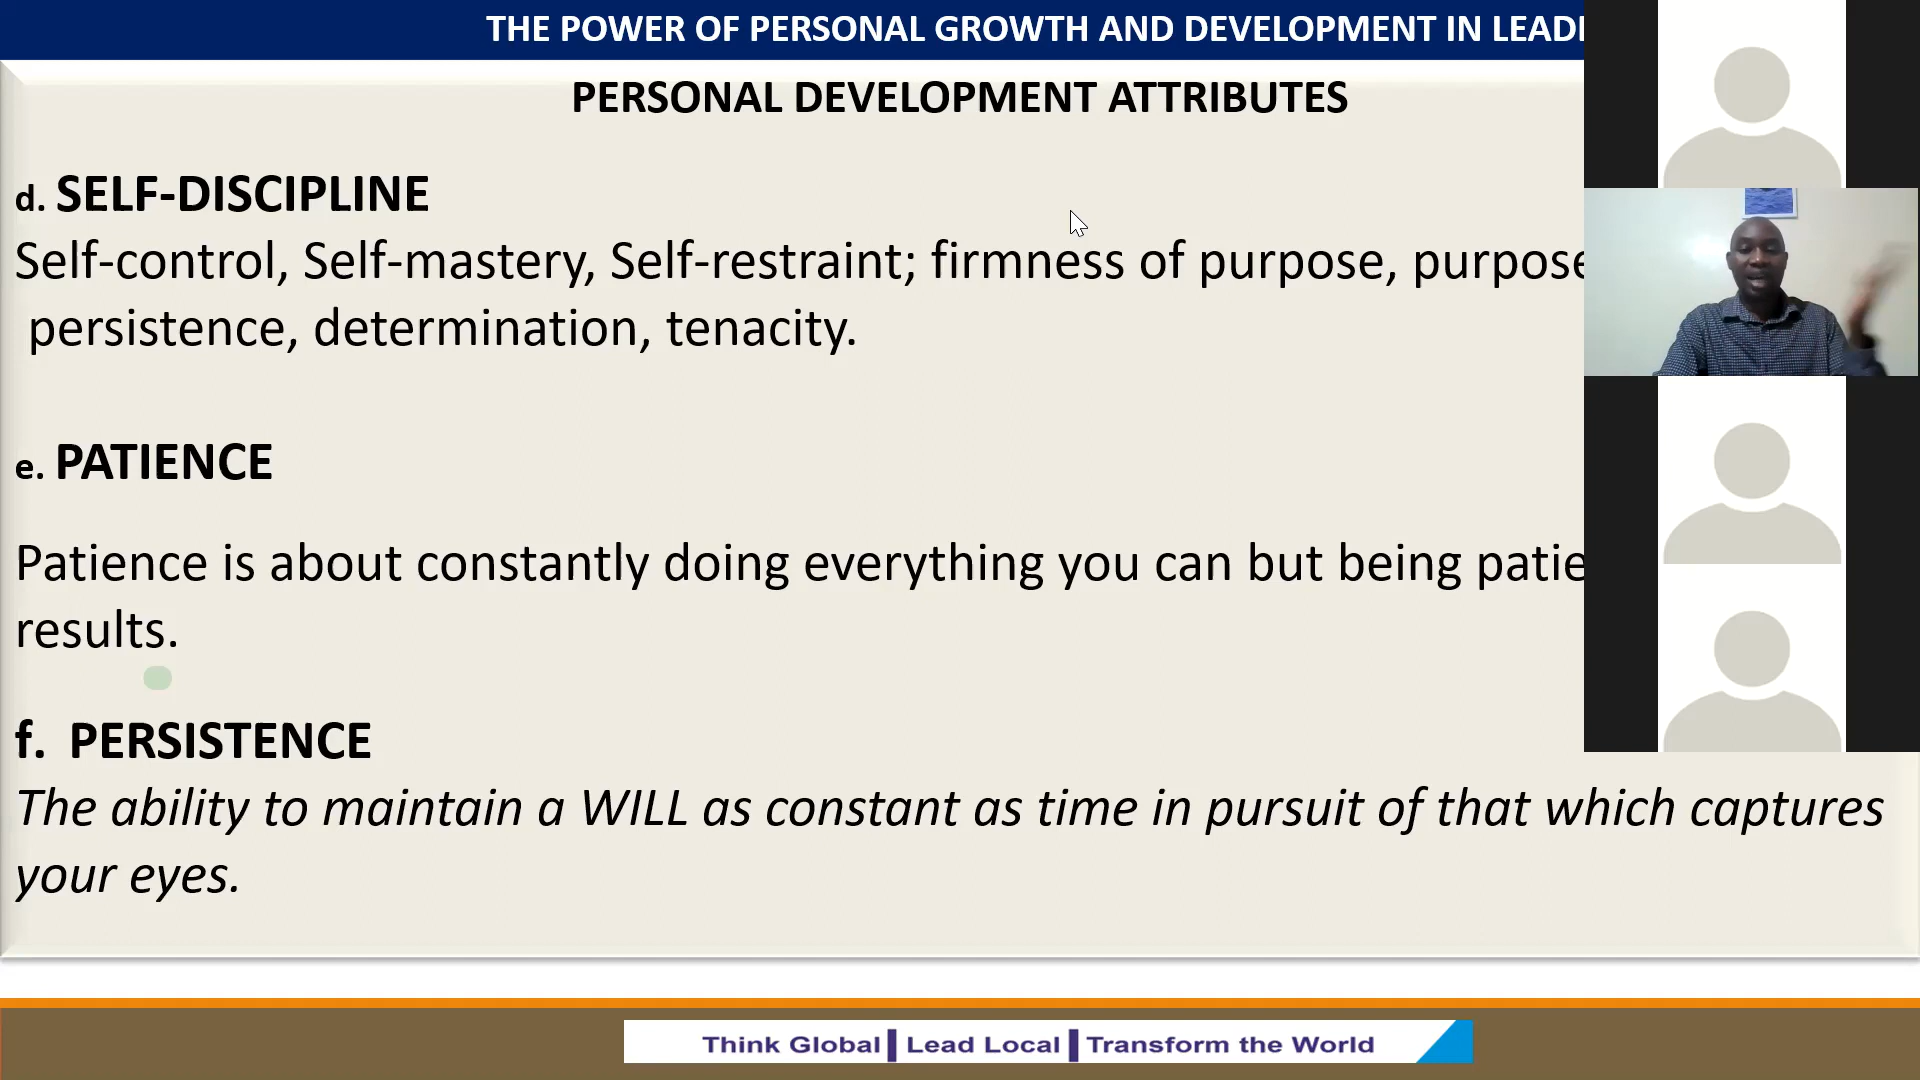 THE POWER OF PERSONAL GROWTH AND DEVELOPMENT IN
PERSONAL DEVELOPMENT ATTRIBUTES
d. SELF-DISCIPLINE
Self-control, Self-mastery, Self-restraint; firmness of purpose,
persistence, determination, tenacity.
e. PATIENCE
Patience is about constantly doing everything you can but being
results.
f. PERSISTENCE
The ability to maintain a WILL as constant as time in pursuit of that which captures
your eyes.
Think Global | Lead Local | Transform the World